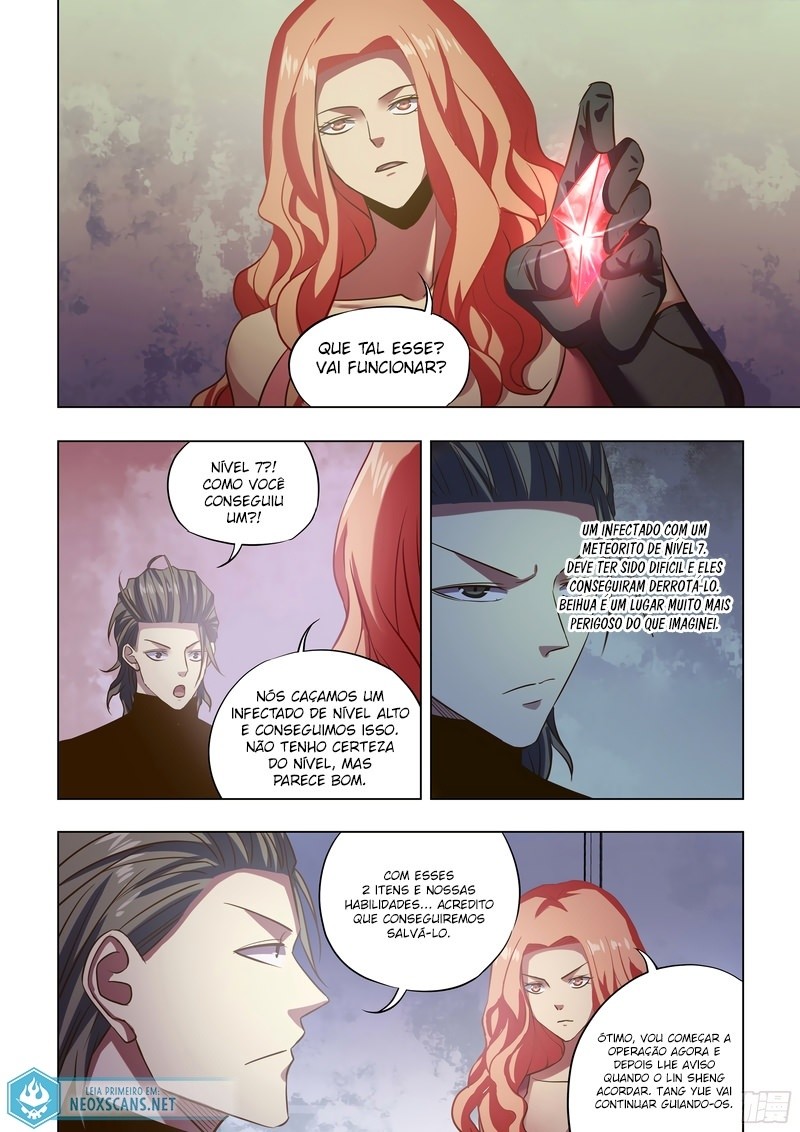 QUE TAL ESSE?
VAI FUNCIONAR?
NÍVEL 7?!
COMO VOCÊ
CONSEGUIU
UM?!
NÓS CAÇAMOS UM
INFECTADO DE NÍVEL ALTO
E CONSEGUIMOS ISSO.
NÃO TENHO CERTEZA
DO NÍVEL, MAS
PARECE BOM.
UM INFECTADO COM UM
METEORITO DE NÍVEL 7.
DEVE TER SIDO DIFÍCIL E ELES
CONSEGUIRAM DERROTÁ-LO.
BEIHUA É UM LUGAR MUITO MAIS
PERIGOSO DO QUE IMAGINEI.
COM ESSES
2 ITENS E NOSSAS
HABILIDADES... ACREDITO
QUE CONSEGUIREMOS
SALVÁ-LO.
ÓTIMO, VOU COMEÇAR A
OPERAÇÃO AGORA E
DEPOIS LHE AVISO
QUANDO O LIN SHENG
ACORDAR. TANG YUE VAI
CONTINUAR GUIANDO-OS.
LEIA PRIMEIRO EM:
NEOXSCANS.NET